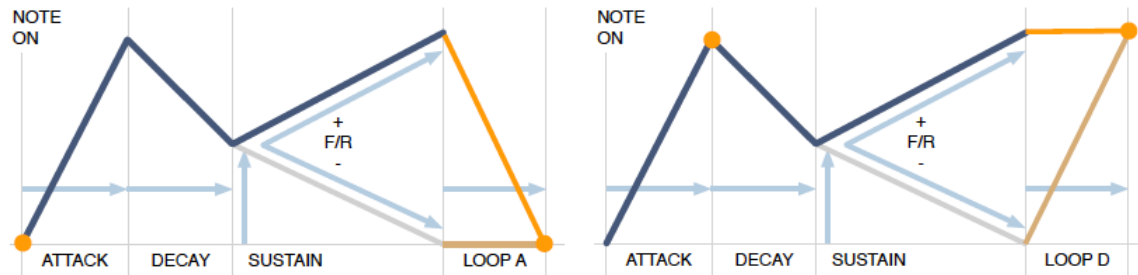 NOTE
ON
+
F/R
-
ATTACK DECAY SUSTAIN LOOP A
NOTE
ON
+
F/R
-
ATTACK DECAY SUSTAIN LOOP D